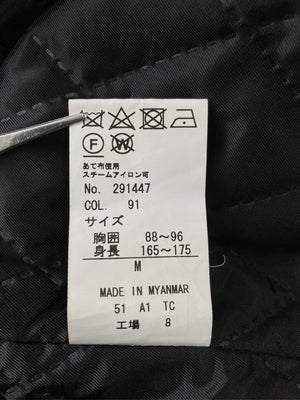 F W
あて布使用
スチームアイロン可
No. 291447
COL. 91
サイズ
胸囲 88～96
身長 165～175
M
MADE IN MYANMAR
51 A1 TC
工場 8